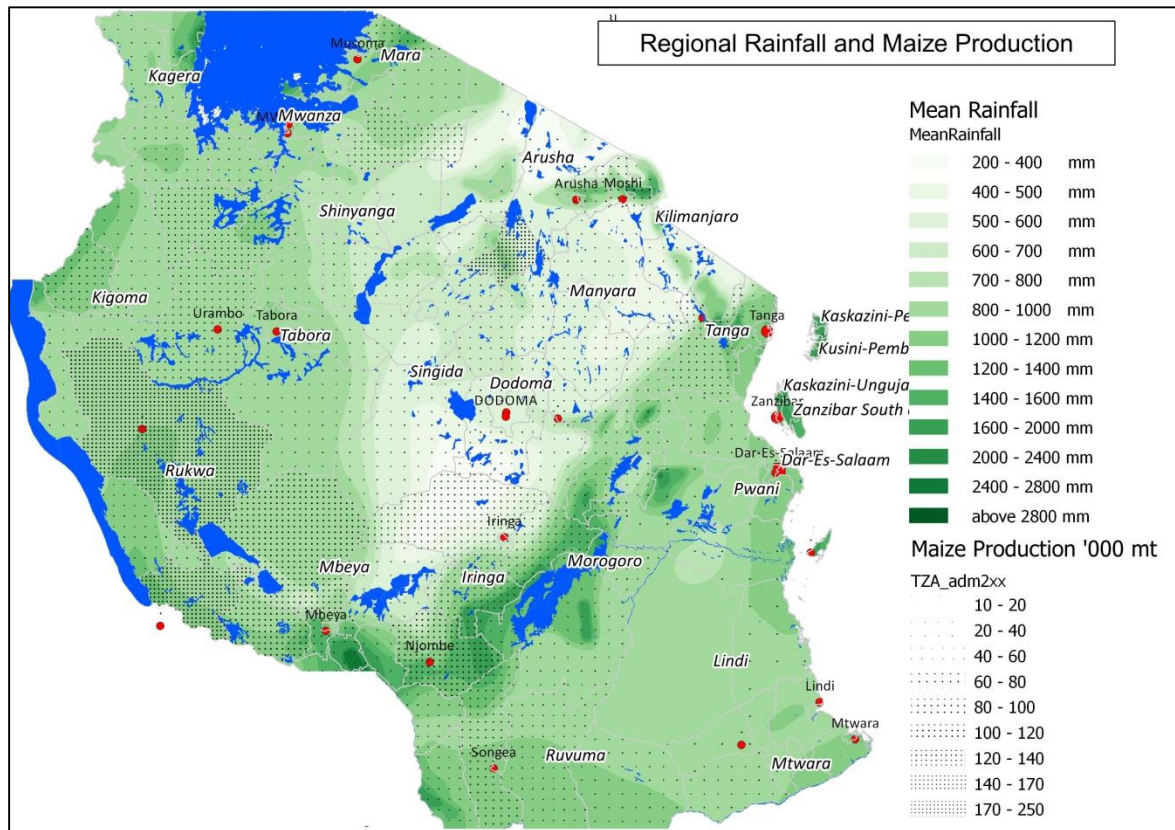 Regional Rainfall and Maize Production
Musoma
Mara
Kagera
Mwanza
Arusha
Arusha Moshi
Shinyanga
Kilimanjaro
Kigoma
Manyara
Urambo
Tabora
Tabora
Tanga
Tanga
Kaskazini-Pe
Kusini-Pemb
Singida
Dodoma
DODOMA
Kaskazini-Unguja
Zanzibar
Zanzibar South
Dar-Es-Salaam
Dar-Es-Salaam
Pwani
Rukwa
Iringa
Mbeya
Iringa
Morogoro
Mbeya
Njombe
Lindi
Lindi
Mtwara
Songea
Ruvuma
Mtwara
Mean Rainfall
MeanRainfall
200 - 400 mm
400 - 500 mm
500 - 600 mm
600 - 700 mm
700 - 800 mm
800 - 1000 mm
1000 - 1200 mm
1200 - 1400 mm
1400 - 1600 mm
1600 - 2000 mm
2000 - 2400 mm
2400 - 2800 mm
above 2800 mm
Maize Production '000 mt
TZA_adm2xx
10 - 20
20 - 40
40 - 60
60 - 80
80 - 100
100 - 120
120 - 140
140 - 170
170 - 250